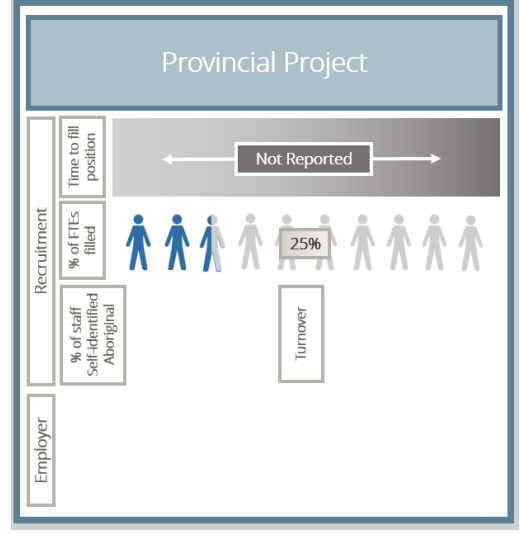 Provincial Project
Recruitment
Time to fill
position
Not Reported
% of FTEs
filled
25%
% of staff
Self-identified
Aboriginal
Turnover
Employer